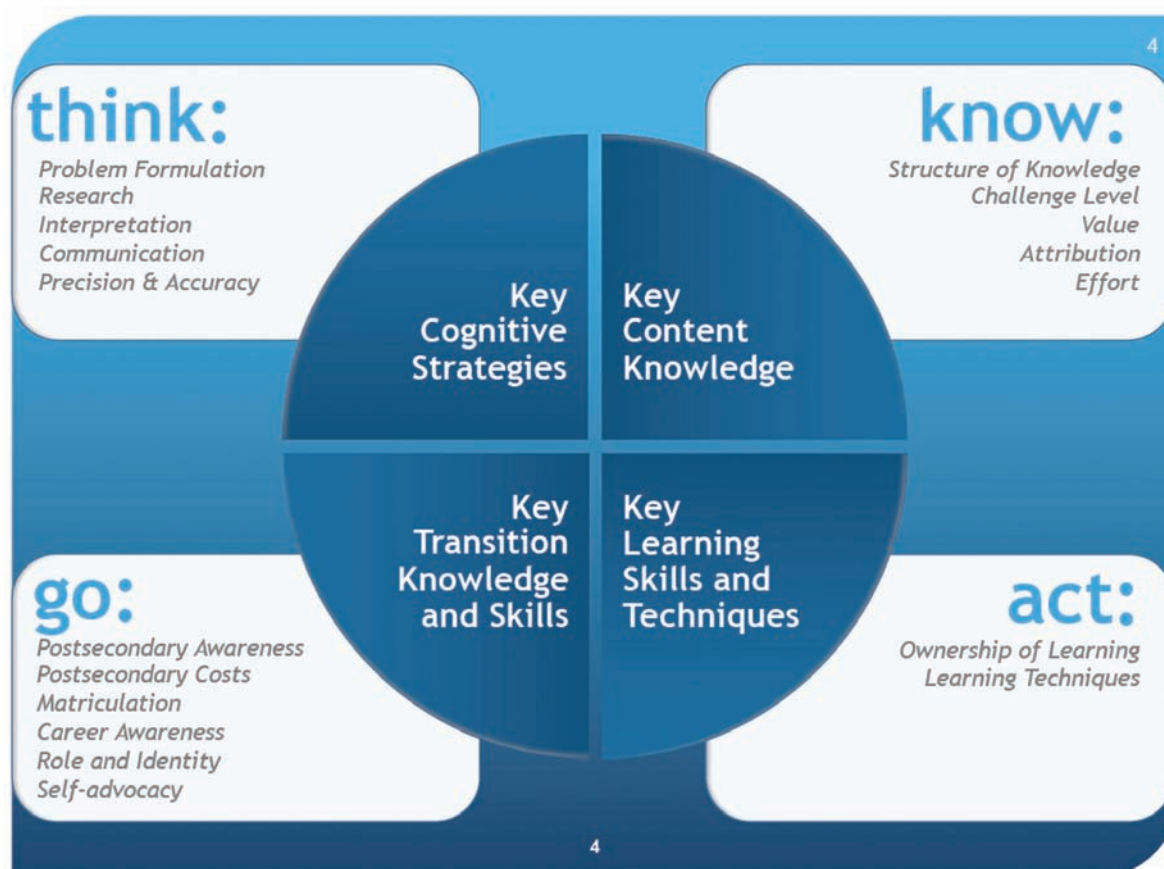 4
think:
Problem Formulation
Research
Interpretation
Communication
Precision & Accuracy
know:
Structure of Knowledge
Challenge Level
Value
Attribution
Effort
Key
Cognitive
Strategies
Key
Content
Knowledge
Key
Transition
Knowledge
and Skills
Key
Learning
Skills and
Techniques
go:
Postsecondary Awareness
Postsecondary Costs
Matriculation
Career Awareness
Role and Identity
Self-advocacy
act:
Ownership of Learning
Learning Techniques
4